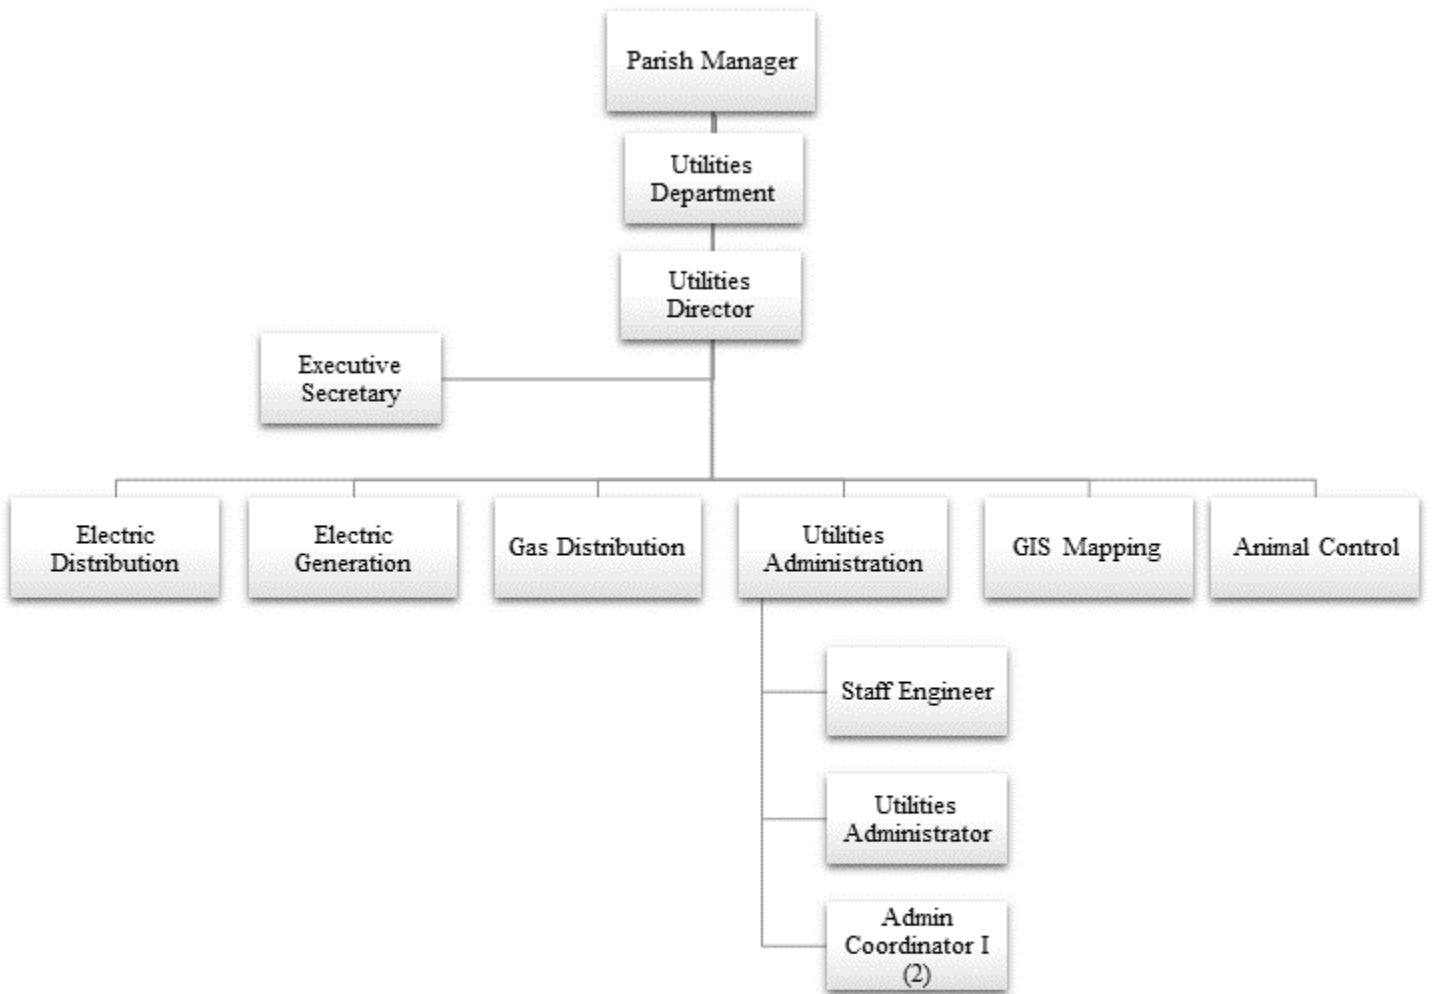 Parish Manager
Utilities
Department
Utilities
Director
Executive
Secretary
Electric
Distribution
Electric
Generation
Gas Distribution
Utilities
Administration
GIS Mapping
Animal Control
Staff Engineer
Utilities
Administrator
Admin
Coordinator I
(2)